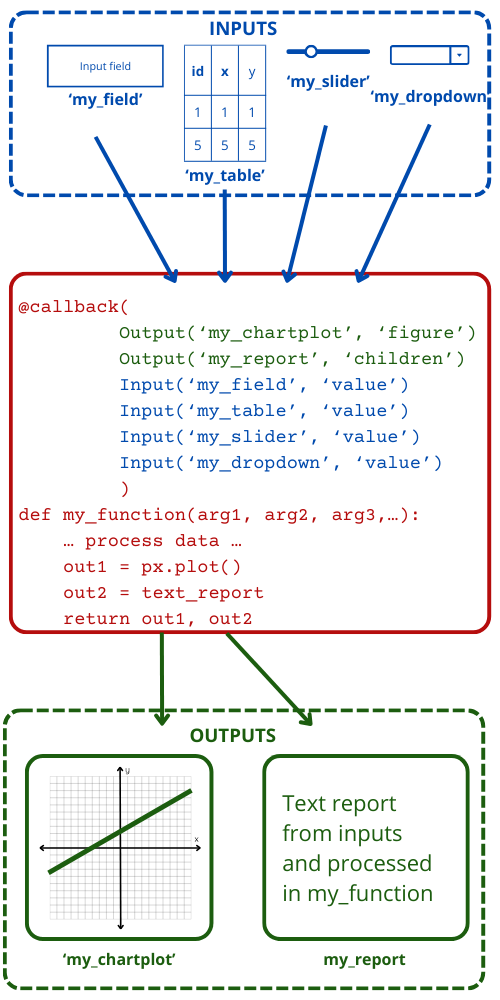 INPUTS
Input field
‘my_field’
id x y
1 1 1
5 5 5
‘my_table’
‘my_slider’
‘my_dropdown
@callback(
Output(‘my_chartplot’, ‘figure’)
Output(‘my_report’, ‘children’)
Input(‘my_field’, ‘value’)
Input(‘my_table’, ‘value’)
Input(‘my_slider’, ‘value’)
Input(‘my_dropdown’, ‘value’)
)
def my_function(arg1, arg2, arg3,…):
… process data …
out1 = px.plot()
out2 = text_report
return out1, out2
OUTPUTS
y
x
‘my_chartplot’
Text report
from inputs
and processed
in my_function
my_report